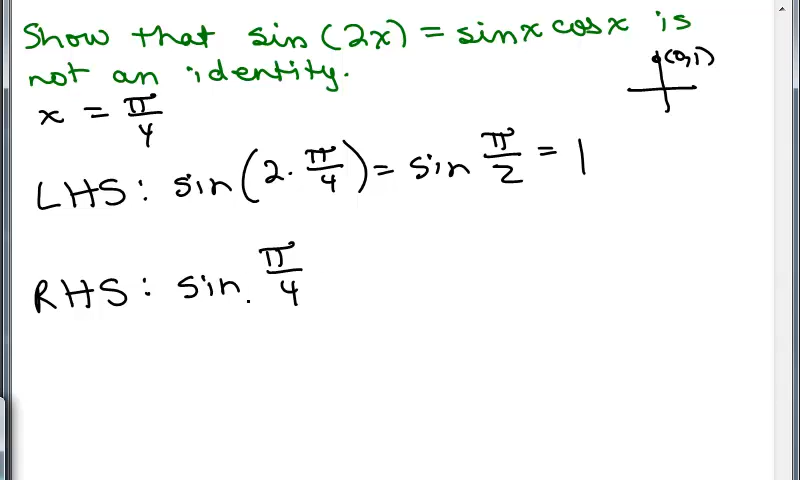 Show that sin(2x) = sinx cosx is
not an identity.
(0,1)
x = π/4
LHS: sin(2·π/4) = sin π/2 = 1
RHS: sin π/4